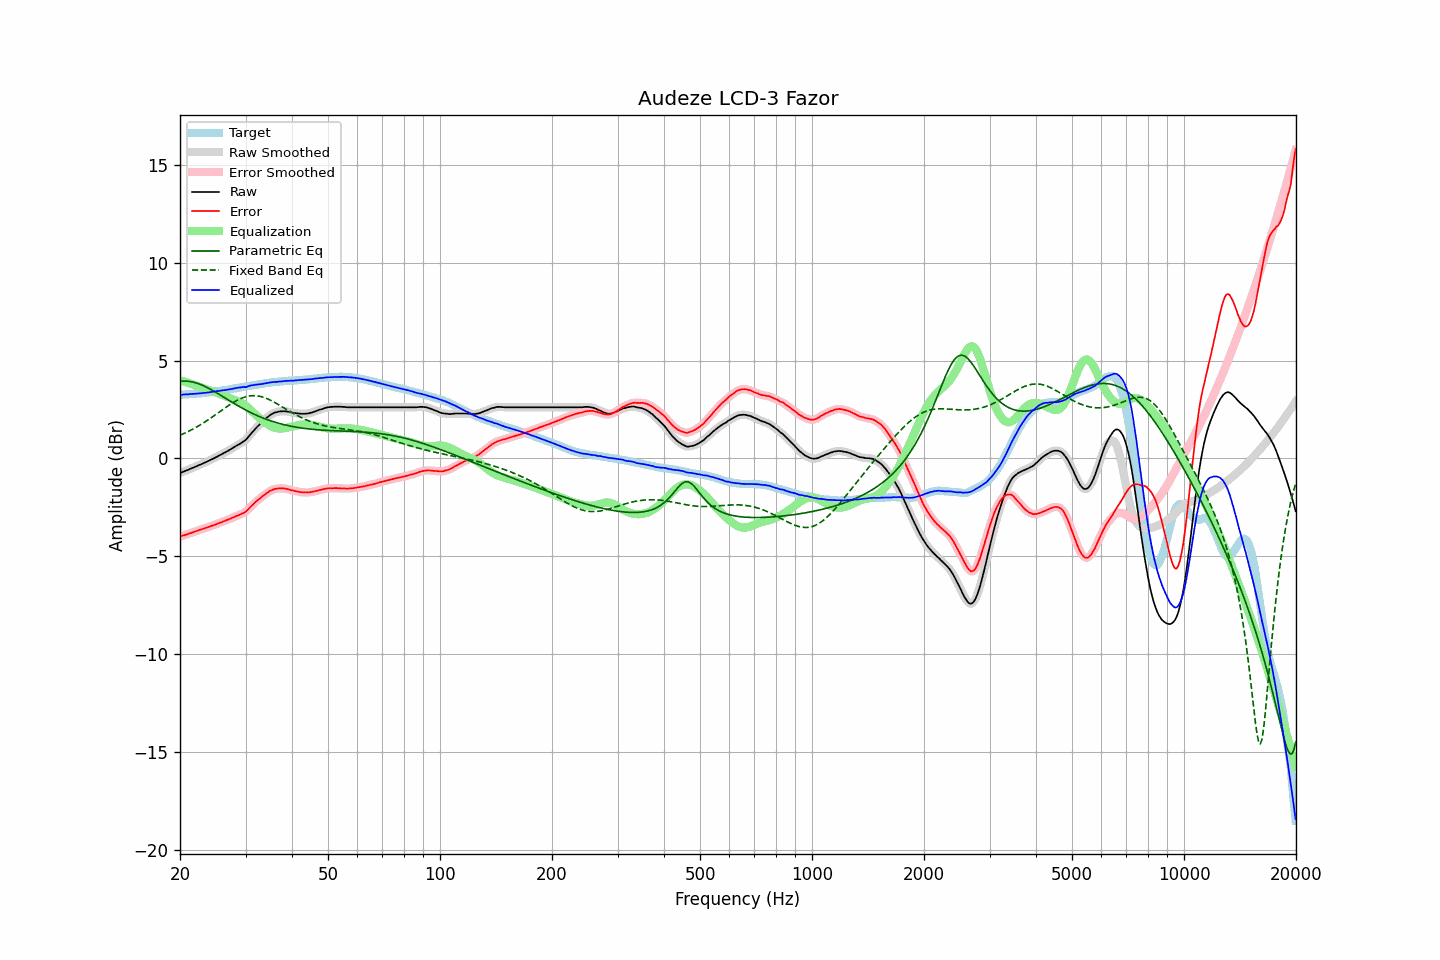 Audeze LCD-3 Fazor
Target
Raw Smoothed
Error Smoothed
Raw
Error
Equalization
Parametric Eq
Fixed Band Eq
Equalized
Amplitude (dBr)
15
10
5
0
−5
−10
−15
−20
20 50 100 200 500 1000 2000 5000 10000 20000
Frequency (Hz)